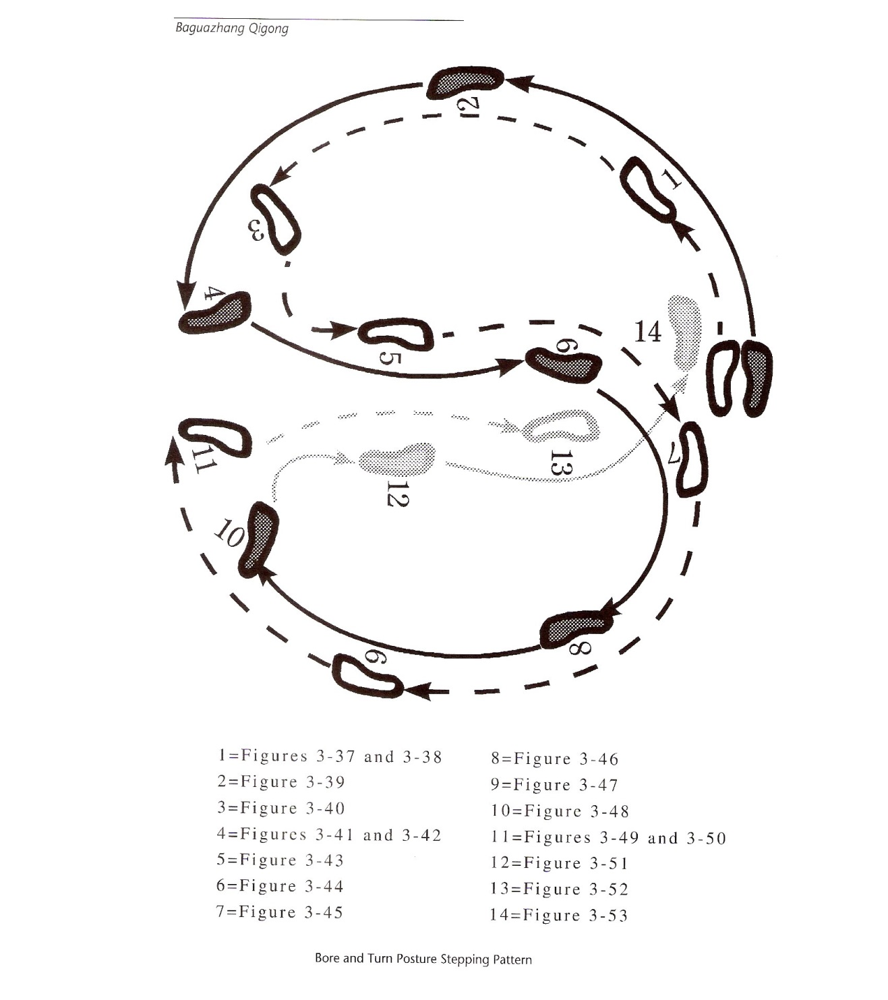 Baguazhang Qigong
2
1
3
4
14
5
6
7
11
13
12
10
8
9
1=Figures 3-37 and 3-38
2=Figure 3-39
3=Figure 3-40
4=Figures 3-41 and 3-42
5=Figure 3-43
6=Figure 3-44
7=Figure 3-45
8=Figure 3-46
9=Figure 3-47
10=Figure 3-48
11=Figures 3-49 and 3-50
12=Figure 3-51
13=Figure 3-52
14=Figure 3-53
Bore and Turn Posture Stepping Pattern